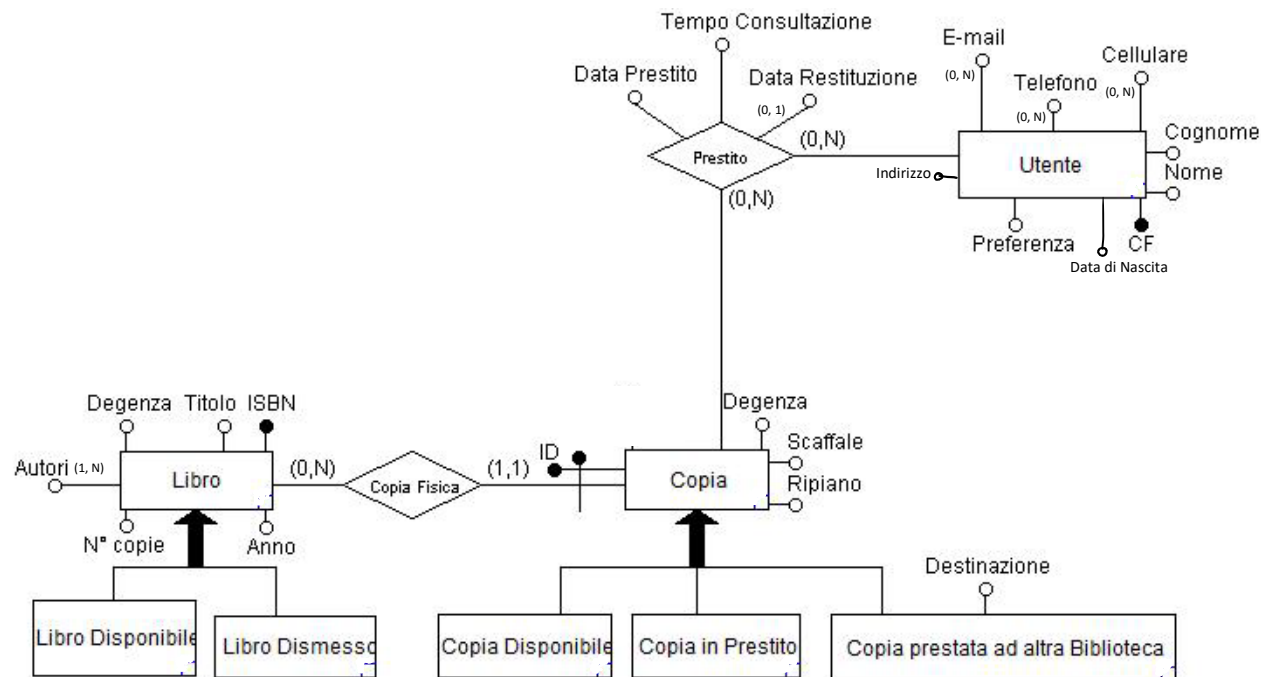 Tempo Consultazione
E-mail
(0, N)
Cellulare
(0, N)
Data Prestito
Data Restituzione
(0, 1)
Telefono
(0, N)
Prestito
(0,N)
(0,N)
Utente
Cognome
Nome
Indirizzo
Preferenza
CF
Data di Nascita
Degenza
Titolo
ISBN
Autori (1, N)
Libro
(0,N)
Copia Fisica
(1,1)
ID
Degenza
Scaffale
Copia
Ripiano
N° copie
Anno
Destinazione
Libro Disponibile
Libro Dismesso
Copia Disponibile
Copia in Prestito
Copia prestata ad altra Biblioteca